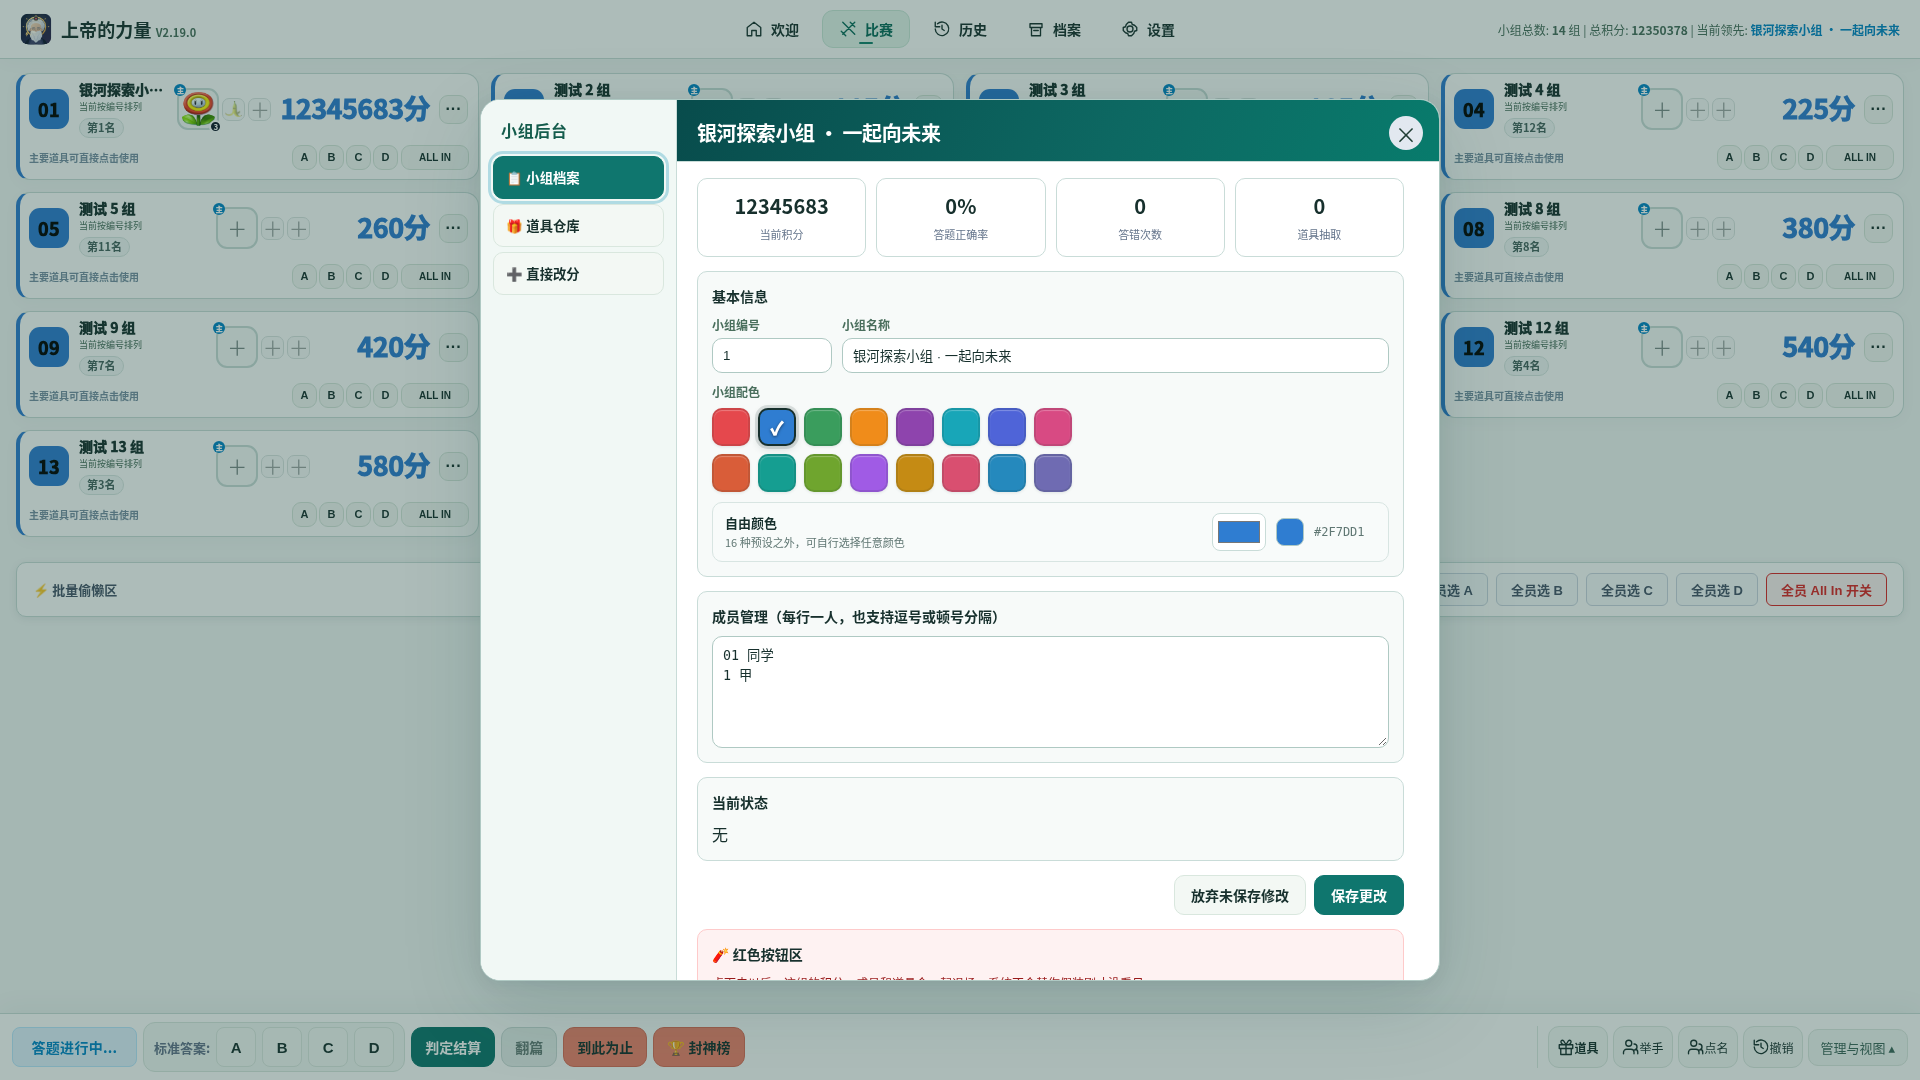 上帝的力量 V2.19.0
欢迎
比赛
历史
档案
设置
小组总数: 14 组 | 总积分: 12350378 | 当前领先: 银河探索小组 · 一起向未来
01
银河探索小…
当前按编号排列
第1名
主
3
12345683分
主要道具可直接点击使用
A B C D ALL IN
测试 2 组
主
测试 3 组
主
04
测试 4 组
当前按编号排列
第12名
主
225分
主要道具可直接点击使用
A B C D ALL IN
05
测试 5 组
当前按编号排列
第11名
主
260分
主要道具可直接点击使用
A B C D ALL IN
08
测试 8 组
当前按编号排列
第8名
主
380分
主要道具可直接点击使用
A B C D ALL IN
09
测试 9 组
当前按编号排列
第7名
主
420分
主要道具可直接点击使用
A B C D ALL IN
12
测试 12 组
当前按编号排列
第4名
主
540分
主要道具可直接点击使用
A B C D ALL IN
13
测试 13 组
当前按编号排列
第3名
主
580分
主要道具可直接点击使用
A B C D ALL IN
⚡ 批量偷懒区
选 A
全员选 B
全员选 C
全员选 D
全员 All In 开关
小组后台
📋 小组档案
🎁 道具仓库
➕ 直接改分
银河探索小组 · 一起向未来
12345683
当前积分
0%
答题正确率
0
答错次数
0
道具抽取
基本信息
小组编号
小组名称
1
银河探索小组 · 一起向未来
小组配色
自由颜色
16 种预设之外，可自行选择任意颜色
#2F7DD1
成员管理（每行一人，也支持逗号或顿号分隔）
01 同学
1 甲
当前状态
无
放弃未保存修改
保存更改
🧨 红色按钮区
答题进行中...
标准答案:
A B C D
判定结算
翻篇
到此为止
🏆 封神榜
道具
举手
点名
撤销
管理与视图 ▴